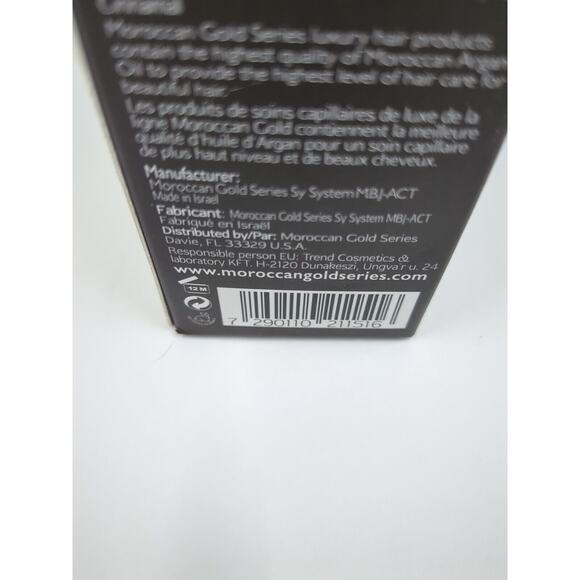 Moroccan Gold Series luxury hair products
contain the highest quality of Moroccan Argan
Oil to provide the highest level of hair care for
beautiful hair.
Les produits de soins capillaires de luxe de la
ligne Moroccan Gold contiennent la meilleure
qualité d'huile d'Argan pour un soin capillaire
de plus haut niveau et de beaux cheveux.
Manufacturer:
Moroccan Gold Series Sy System MBJ-ACT
Made in Israel
Fabricant: Moroccan Gold Series Sy System MBJ-ACT
Fabriqué en Israël
Distributed by/Par: Moroccan Gold Series
Davie, FL 33329 U.S.A.
Responsible person EU: Trend Cosmetics &
laboratory KFT. H-2120 Dunakeszi, Ungva r u. 24
www.moroccangoldseries.com
12 M
7 290110 211516